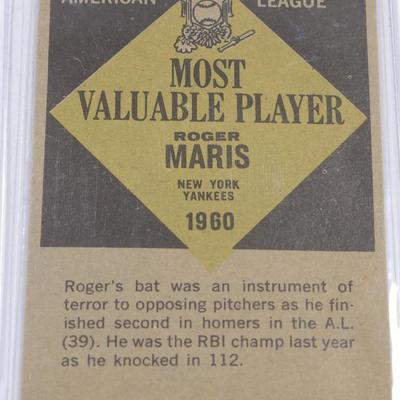 AMERICAN LEAGUE
MOST
VALUABLE PLAYER
ROGER
MARIS
NEW YORK
YANKEES
1960
Roger's bat was an instrument of
terror to opposing pitchers as he fin-
ished second in homers in the A.L.
(39). He was the RBI champ last year
as he knocked in 112.